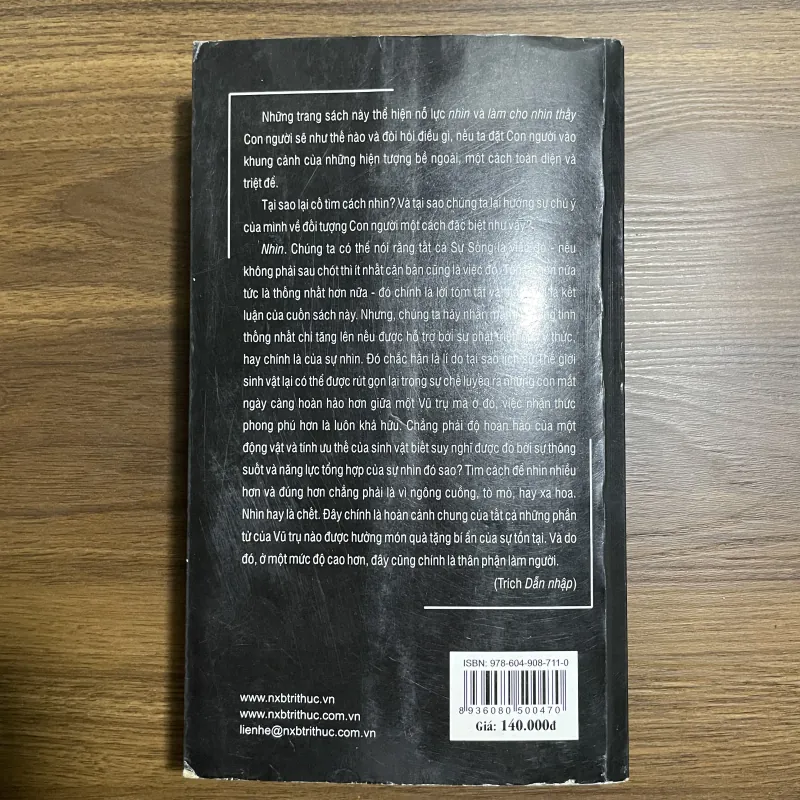 Những trang sách này thể hiện nỗ lực nhìn và làm cho nhìn thấy
Con người sẽ như thế nào và đòi hỏi điều gì, nếu ta đặt Con người vào
khung cảnh của những hiện tượng bề ngoài, một cách toàn diện và
triệt để.
Tại sao lại cố tìm cách nhìn? Và tại sao chúng ta lại hướng sự chú ý
của mình về đối tượng Con người một cách đặc biệt như vậy?
Nhìn. Chúng ta có thể nói rằng tất cả Sự Sống là việc đó - nếu
không phải sau chót thì ít nhất căn bản cũng là việc đó. hơn nữa
tức là thống nhất hơn nữa - đó chính là lời tóm tắt và là kết
luận của cuốn sách này. Nhưng, chúng ta hãy nhấn mạnh tính
thống nhất chỉ tăng lên nếu được hỗ trợ bởi sự phát triển thức,
hay chính là của sự nhìn. Đó chắc hẳn là lí do tại sao lịch sử Thế giới
sinh vật lại có thể được rút gọn lại trong sự chế luyện ra những con mắt
ngày càng hoàn hảo hơn giữa một Vũ trụ mà ở đó, việc nhận thức
phong phú hơn là luôn khả hữu. Chẳng phải độ hoàn hảo của một
động vật và tính ưu thế của sinh vật biết suy nghĩ được đo bởi sự thông
suốt và năng lực tổng hợp của sự nhìn đó sao? Tìm cách để nhìn nhiều
hơn và đúng hơn chẳng phải là vì ngông cuồng, tò mò, hay xa hoa.
Nhìn hay là chết. Đây chính là hoàn cảnh chung của tất cả những phần
tử của Vũ trụ nào được hưởng món quà tặng bí ẩn của sự tồn tại. Và do
đó, ở một mức độ cao hơn, đây cũng chính là thân phận làm người.
(Trích Dẫn nhập)
ISBN: 978-604-908-711-0
8 936080 500470
Giá: 140.000đ
www.nxbtrithuc.vn
www.nxbtrithuc.com.vn
lienhe@nxbtrithuc.com.vn